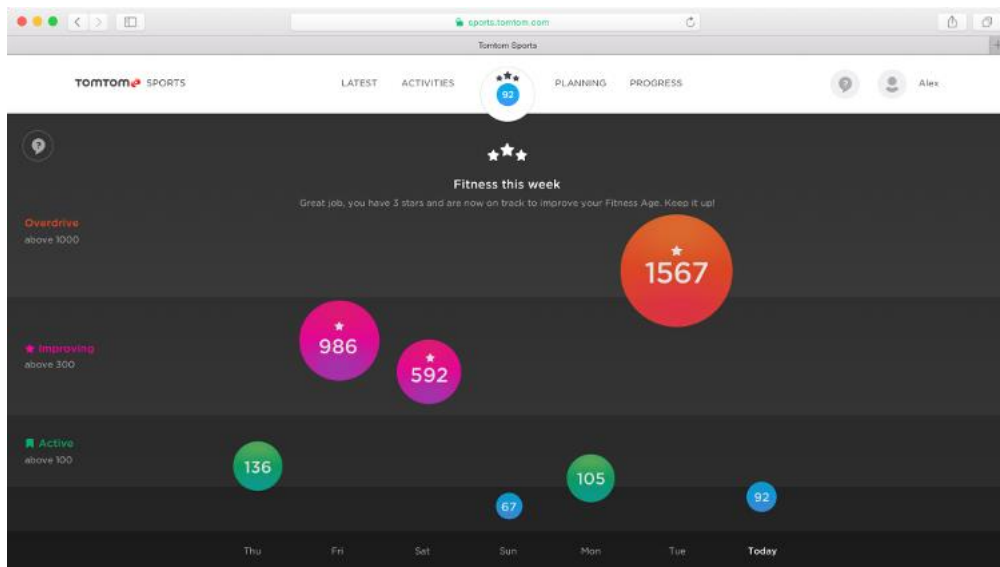 sports.tomtom.com
Tomtom Sports
TOMTOM SPORTS
LATEST
ACTIVITIES
92
PLANNING
PROGRESS
Alex
Fitness this week
Great job, you have 3 stars and are now on track to improve your Fitness Age. Keep it up!
Overdrive
above 1000
1567
986
Improving
above 300
592
Active
above 100
136
105
67
92
Thu
Fri
Sat
Sun
Mon
Tue
Today